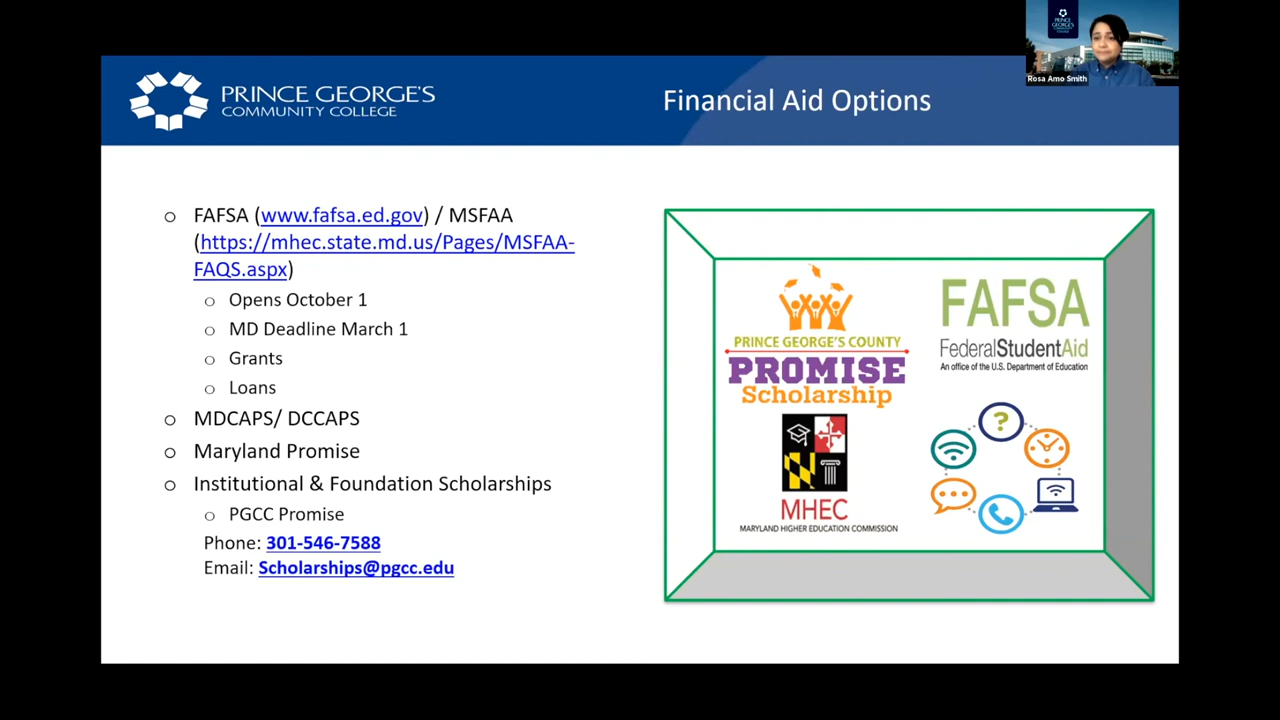 PRINCE GEORGE'S
COMMUNITY COLLEGE
Financial Aid Options
PRINCE
GEORGE'S
Rosa Amo Smith
○ FAFSA (www.fafsa.ed.gov) / MSFAA
(https://mhec.state.md.us/Pages/MSFAA-
FAQS.aspx)
○ Opens October 1
○ MD Deadline March 1
○ Grants
○ Loans
○ MDCAPS/ DCCAPS
○ Maryland Promise
○ Institutional & Foundation Scholarships
○ PGCC Promise
Phone: 301-546-7588
Email: Scholarships@pgcc.edu
PRINCE GEORGE'S COUNTY
PROMISE
Scholarship
FAFSA
FederalStudentAid
An office of the U.S. Department of Education
MHEC
MARYLAND HIGHER EDUCATION COMMISSION
?